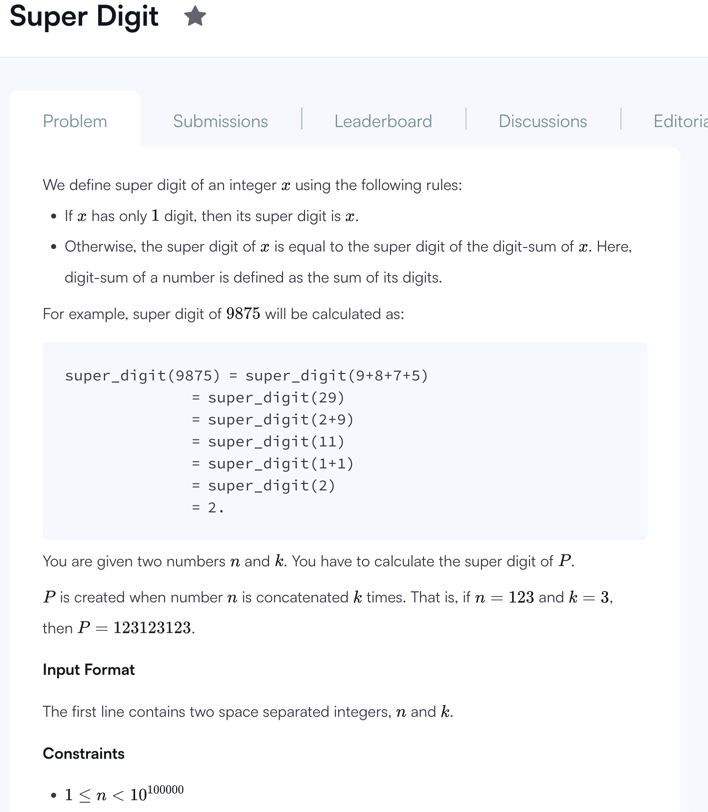 Super Digit
Problem
Submissions
Leaderboard
Discussions
Editoria
We define super digit of an integer x using the following rules:
• If x has only 1 digit, then its super digit is x.
• Otherwise, the super digit of x is equal to the super digit of the digit-sum of x. Here,
digit-sum of a number is defined as the sum of its digits.
For example, super digit of 9875 will be calculated as:
super_digit(9875) = super_digit(9+8+7+5)
= super_digit(29)
= super_digit(2+9)
= super_digit(11)
= super_digit(1+1)
= super_digit(2)
= 2.
You are given two numbers n and k. You have to calculate the super digit of P.
P is created when number n is concatenated k times. That is, if n = 123 and k = 3,
then P = 123123123.
Input Format
The first line contains two space separated integers, n and k.
Constraints
• 1 ≤ n < 10^100000